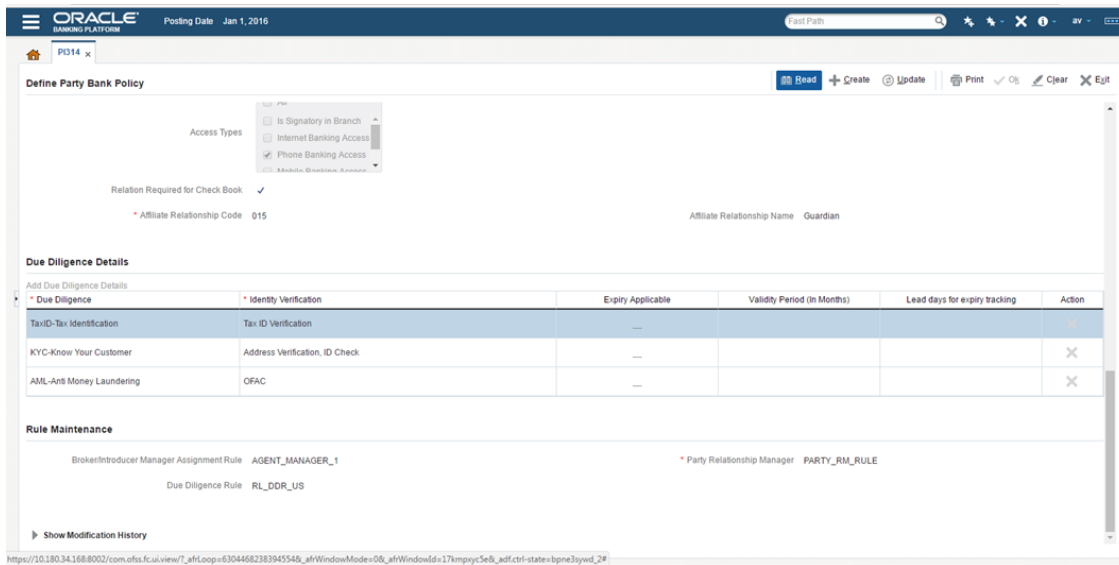 ORACLE
BANKING PLATFORM
Posting Date Jan 1, 2016
Fast Path
av
PI314 x
Define Party Bank Policy
Read Create Update Print Ok Clear Exit
All
Is Signatory in Branch
Access Types
Internet Banking Access
Phone Banking Access
Mobile Banking Access
Relation Required for Check Book ✓
* Affiliate Relationship Code 015 Affiliate Relationship Name Guardian
Due Diligence Details
Add Due Diligence Details
* Due Diligence * Identity Verification Expiry Applicable Validity Period (In Months) Lead days for expiry tracking Action
TaxID-Tax Identification Tax ID Verification
KYC-Know Your Customer Address Verification, ID Check
AML-Anti Money Laundering OFAC
Rule Maintenance
Broker/Introducer Manager Assignment Rule AGENT_MANAGER_1 * Party Relationship Manager PARTY_RM_RULE
Due Diligence Rule RL_DDR_US
Show Modification History
https://10.180.34.168:8002/com.ofss.fc.ui.view/?_afrLoop=6304468238394554&_afrWindowMode=0&_afrWindowId=17kmpxyc5e&_adf.ctrl-state=bpne3sywd_2#